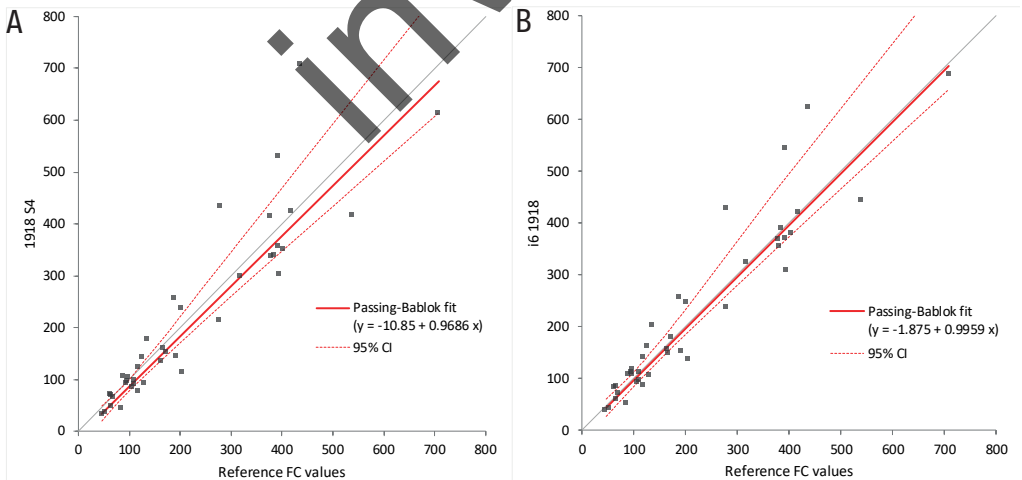 A
800
700
600
500
400
300
200
100
0
1918 S4
0 100 200 300 400 500 600 700 800
Reference FC values
Passing-Bablok fit
(y = -10.85 + 0.9686 x)
95% CI
B
800
700
600
500
400
300
200
100
0
i6 1918
0 100 200 300 400 500 600 700 800
Reference FC values
Passing-Bablok fit
(y = -1.875 + 0.9959 x)
95% CI